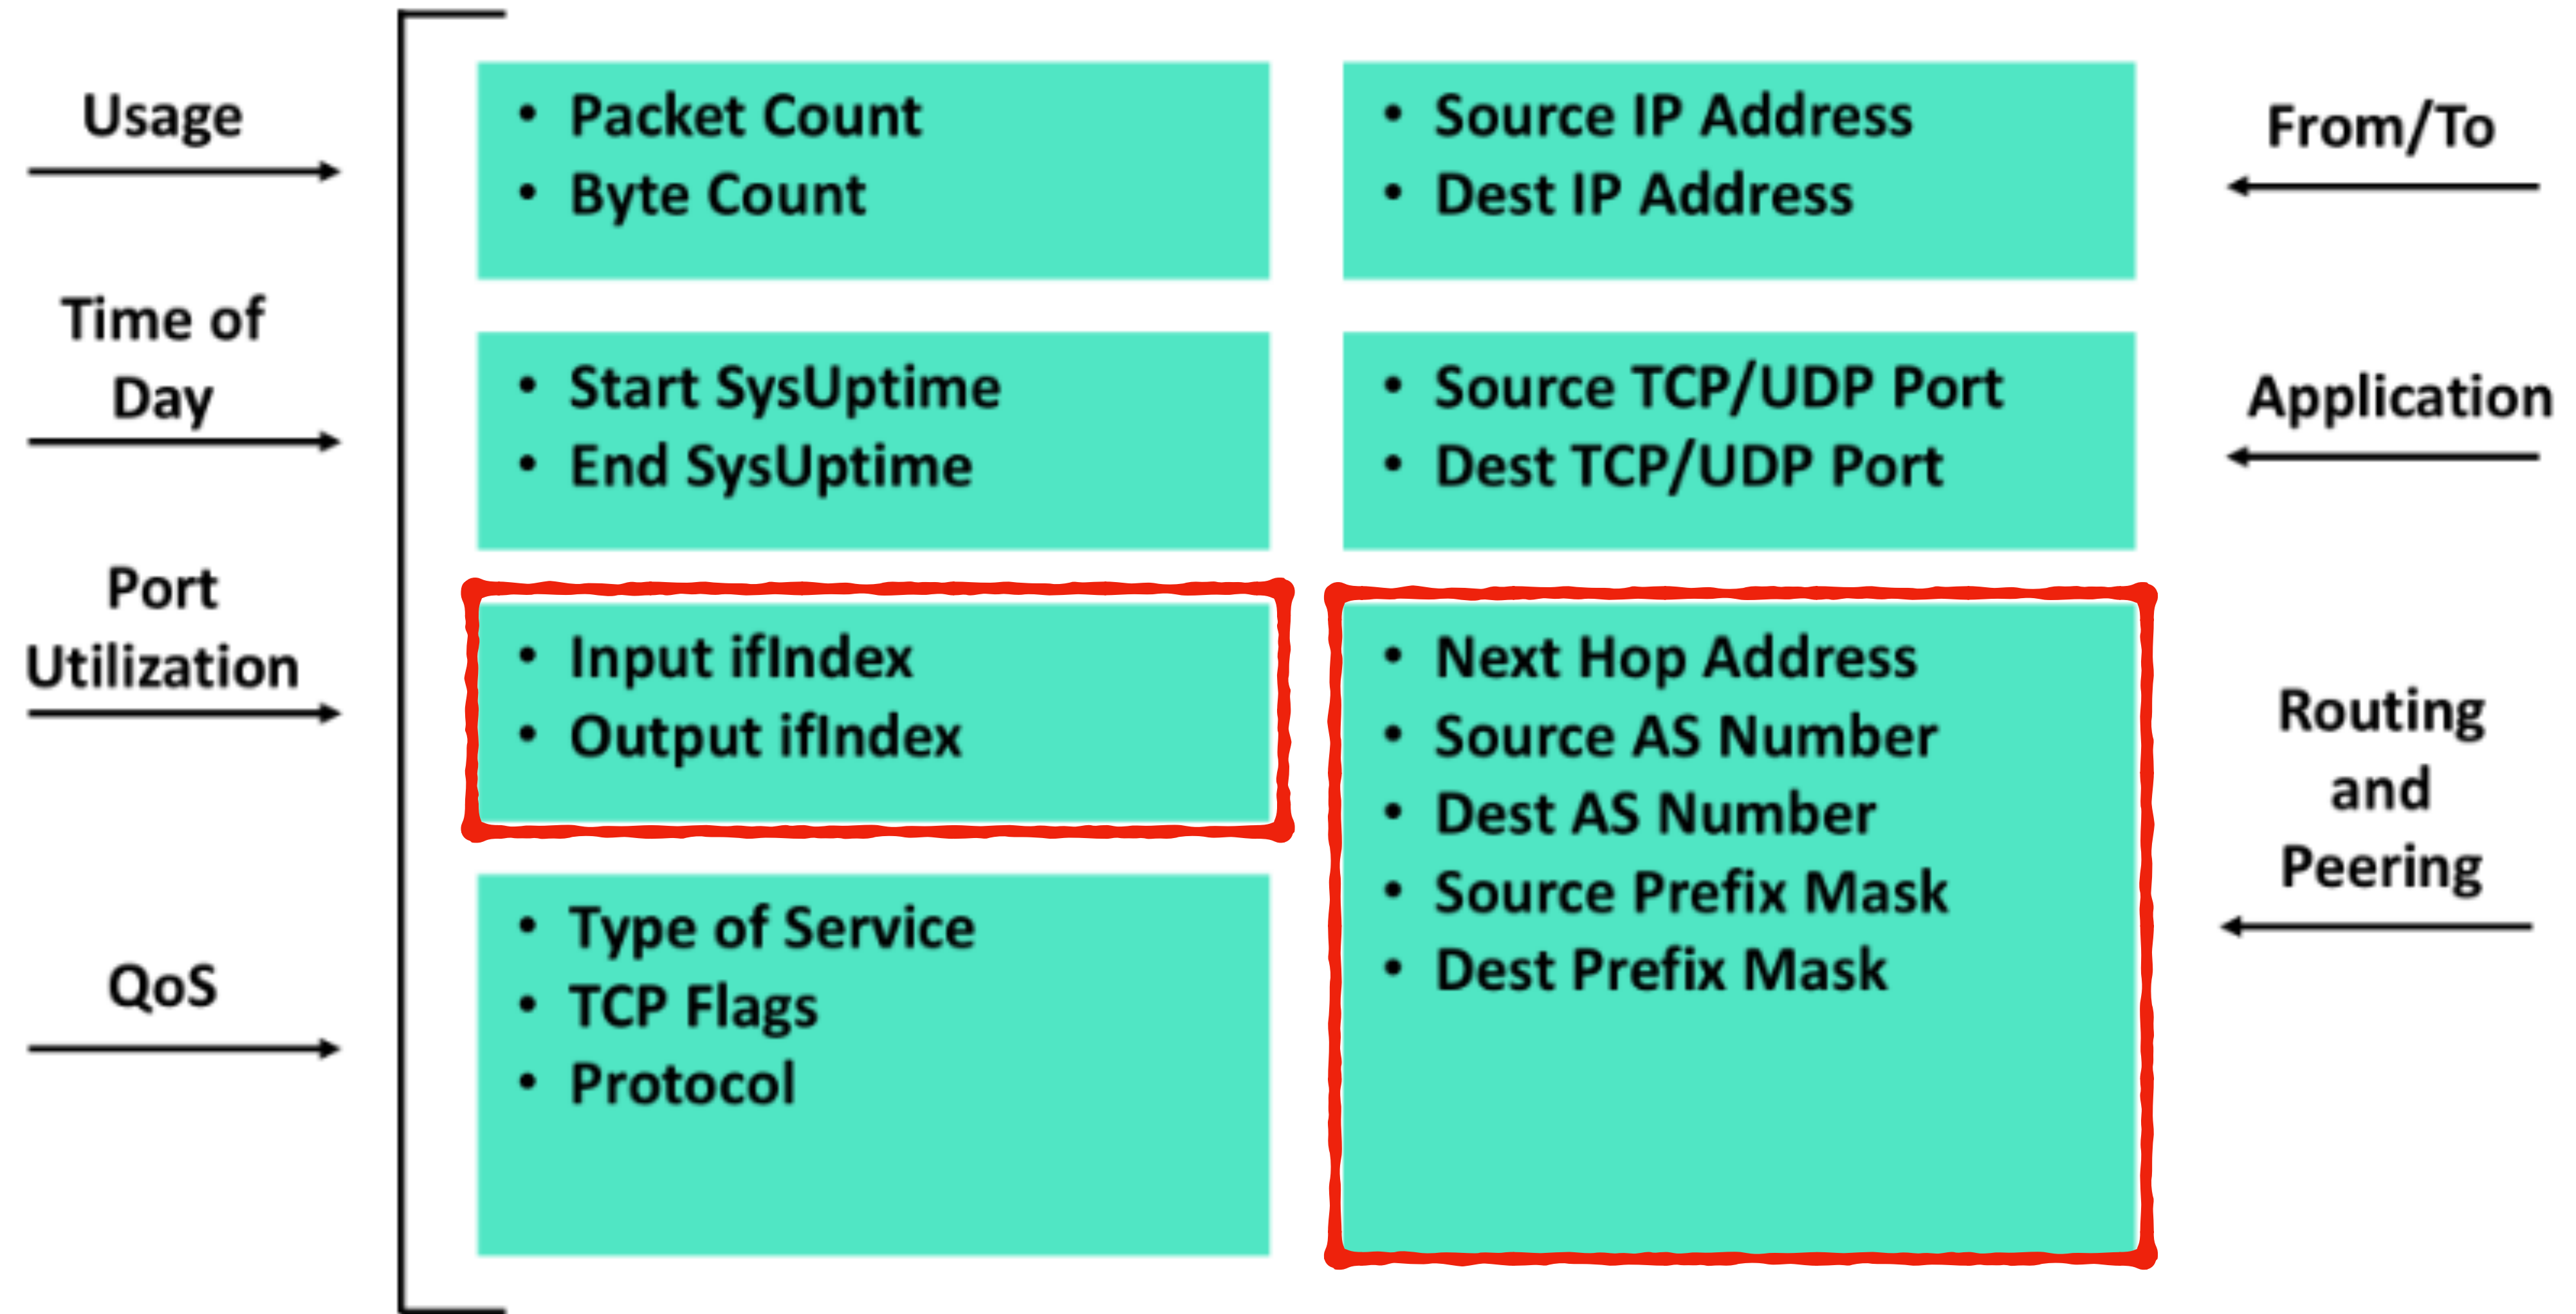 Usage
• Packet Count
• Byte Count
• Source IP Address
• Dest IP Address
From/To
Time of
Day
• Start SysUptime
• End SysUptime
• Source TCP/UDP Port
• Dest TCP/UDP Port
Application
Port
Utilization
• Input ifIndex
• Output ifIndex
• Next Hop Address
• Source AS Number
• Dest AS Number
• Source Prefix Mask
• Dest Prefix Mask
Routing
and
Peering
QoS
• Type of Service
• TCP Flags
• Protocol